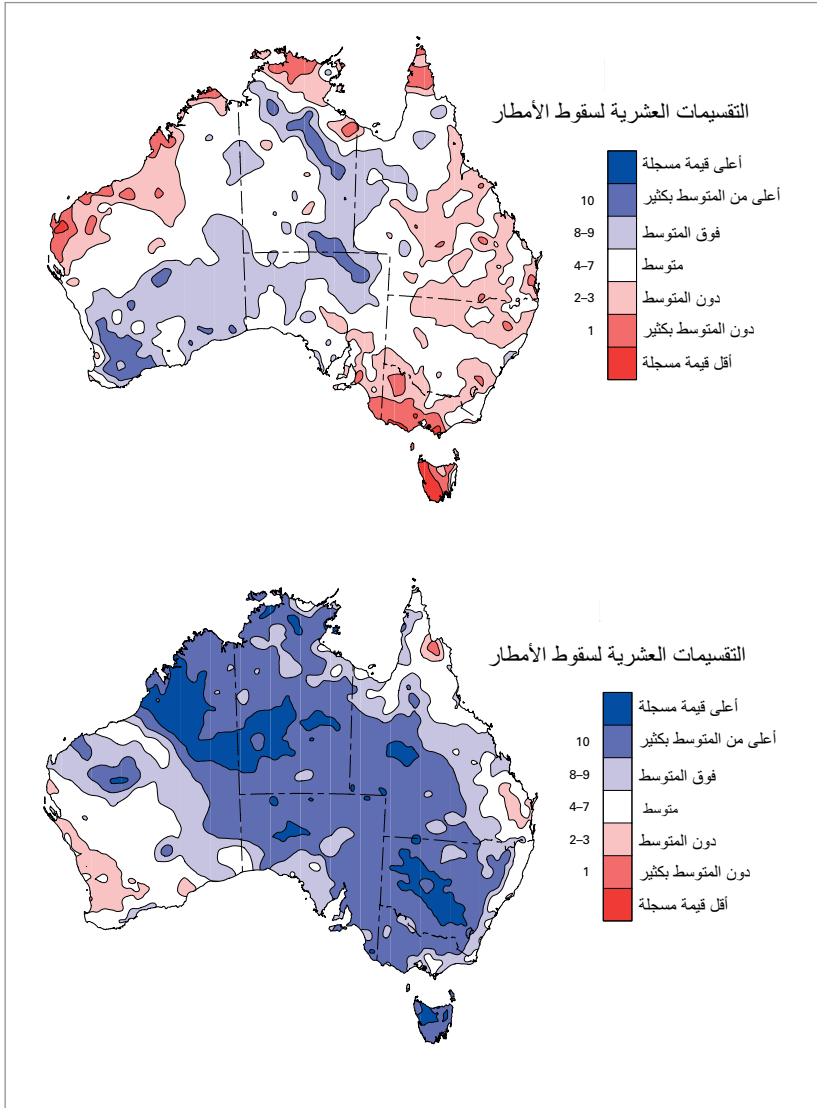 التقسيمات العشرية لسقوط الأمطار
أعلى قيمة مسجلة
10 أعلى من المتوسط بكثير
8–9 فوق المتوسط
4–7 متوسط
2–3 دون المتوسط
1 دون المتوسط بكثير
أقل قيمة مسجلة
التقسيمات العشرية لسقوط الأمطار
أعلى قيمة مسجلة
10 أعلى من المتوسط بكثير
8–9 فوق المتوسط
4–7 متوسط
2–3 دون المتوسط
1 دون المتوسط بكثير
أقل قيمة مسجلة